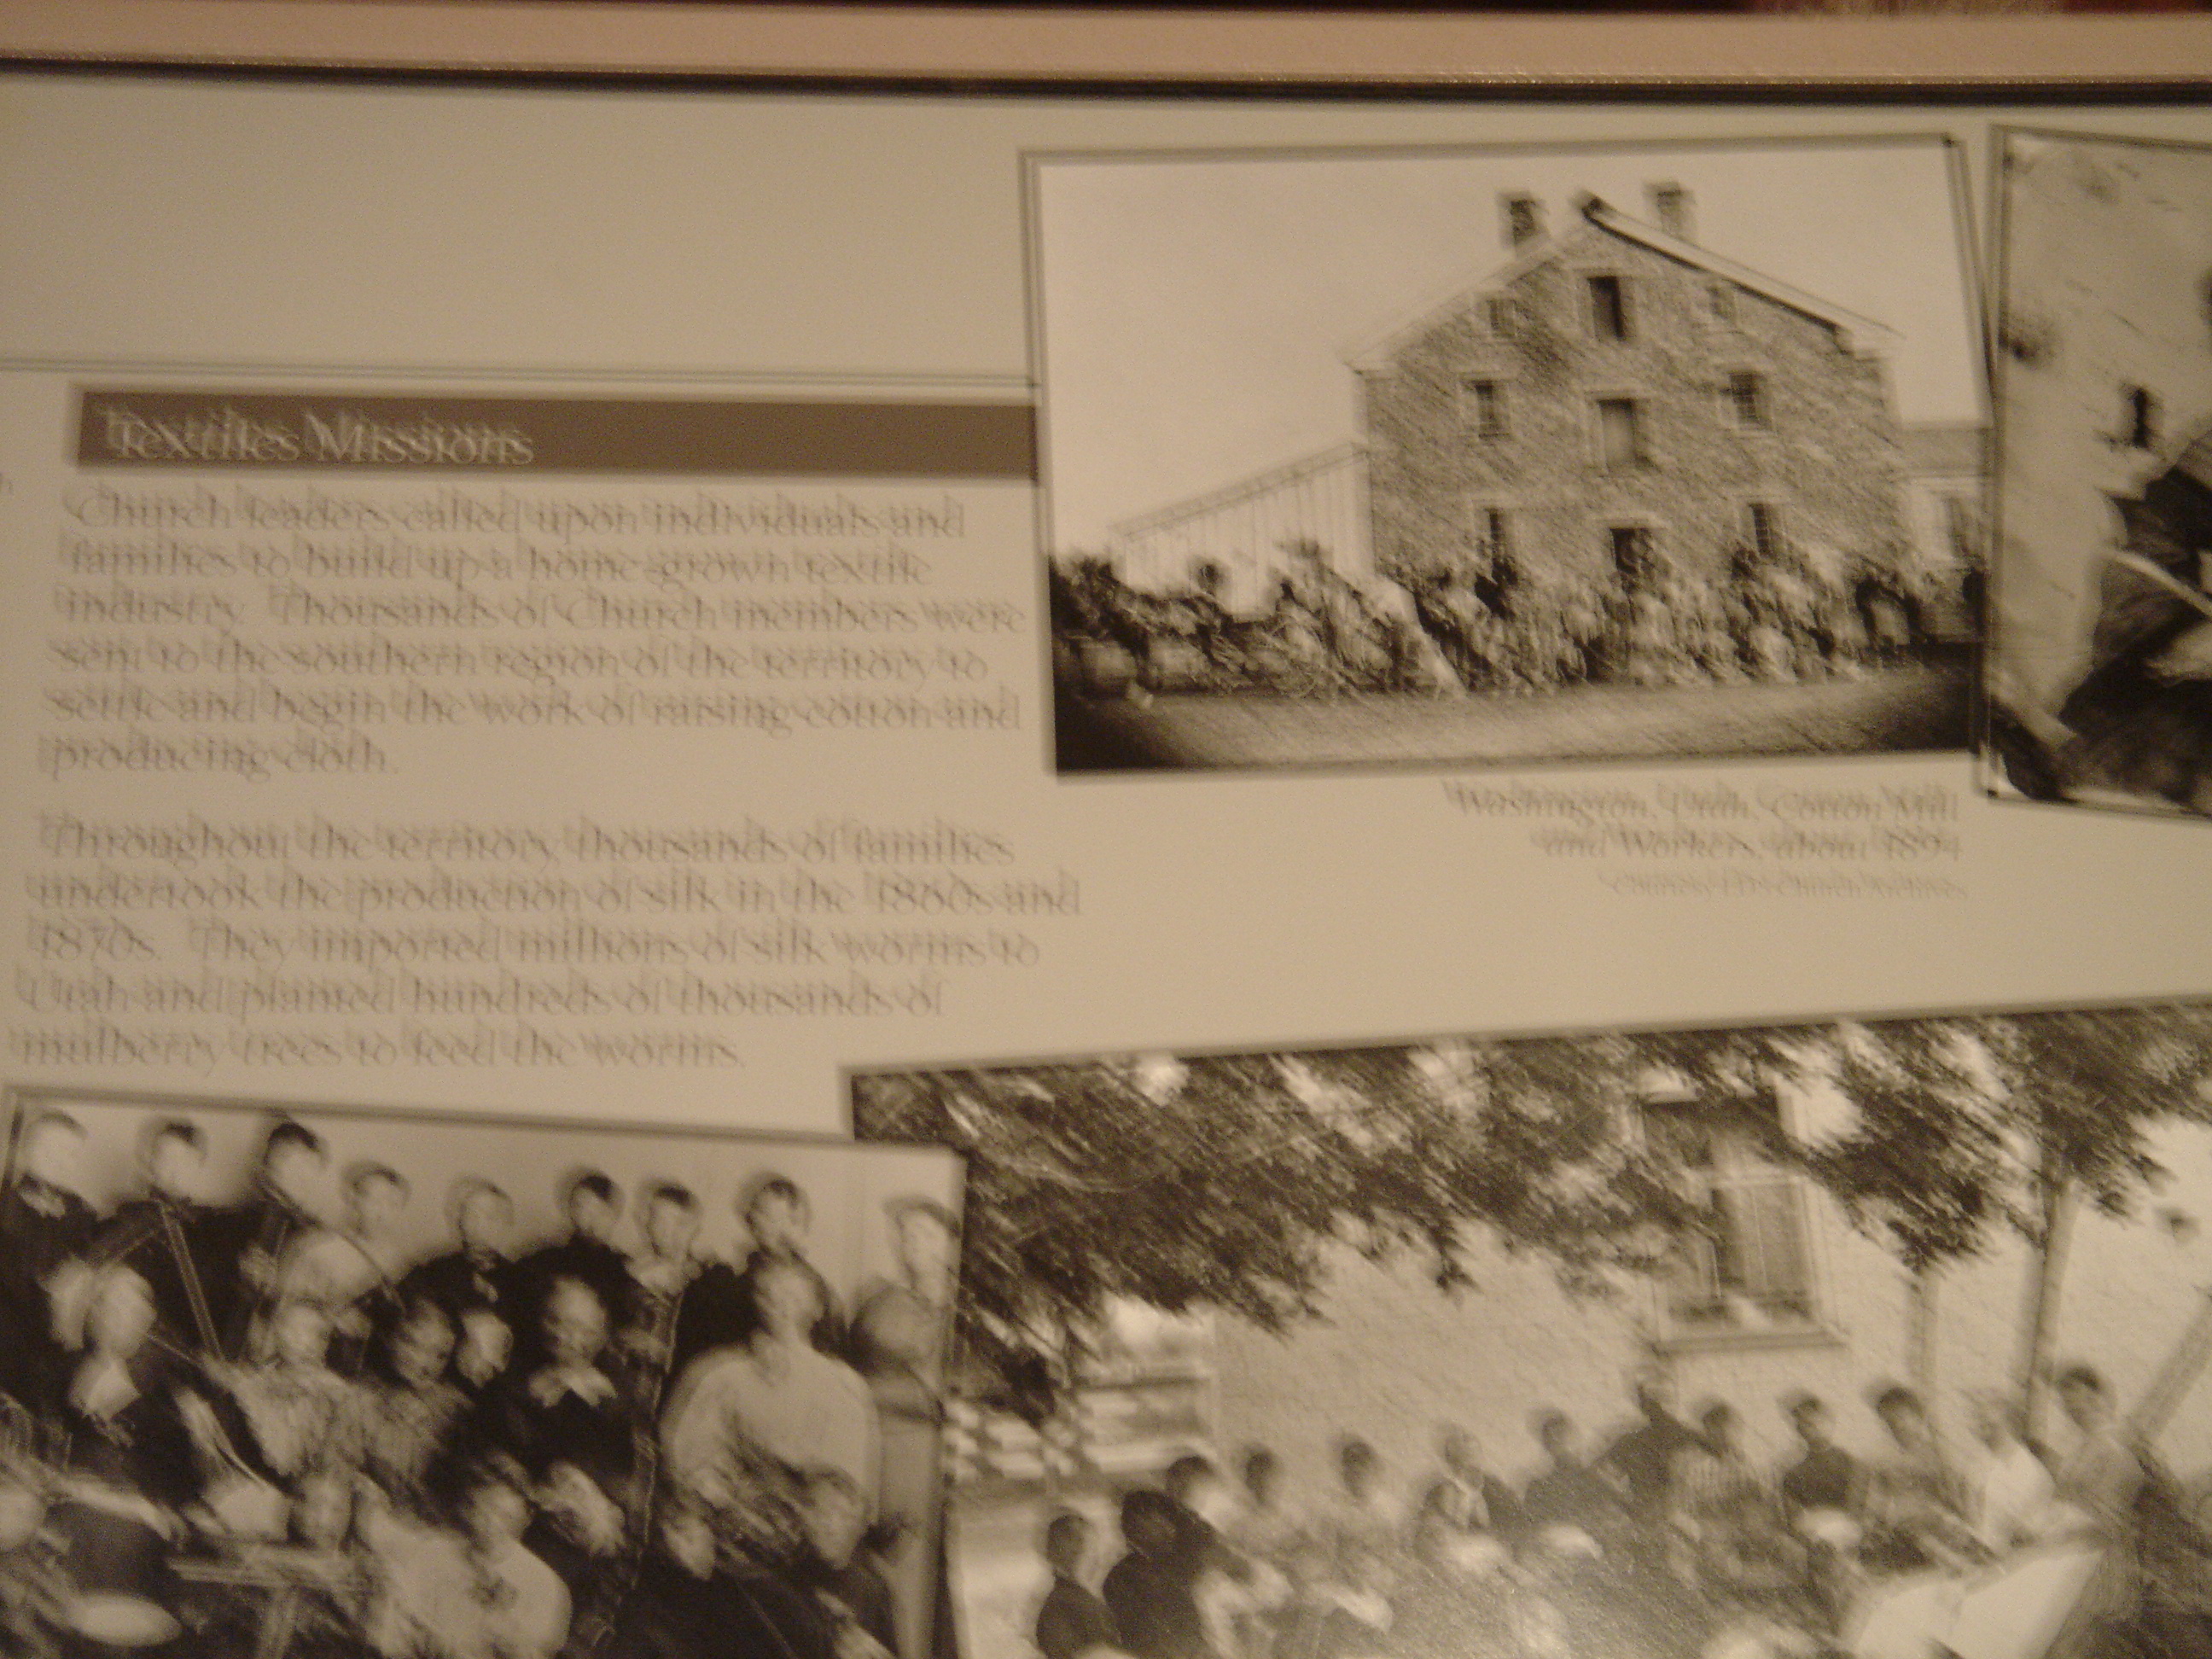 Textiles Missions
Church leaders called upon individuals and
families to build up a home-grown textile
industry. Thousands of Church members were
sent to the southern region of the territory to
settle and begin the work of raising cotton and
producing cloth.
Throughout the territory thousands of families
undertook the production of silk in the 1860s and
1870s. They imported millions of silk worms to
Utah and planted hundreds of thousands of
mulberry trees to feed the worms.
Washington, Utah, Cotton Mill
and Workers, about 1894
Courtesy LDS Church Archives